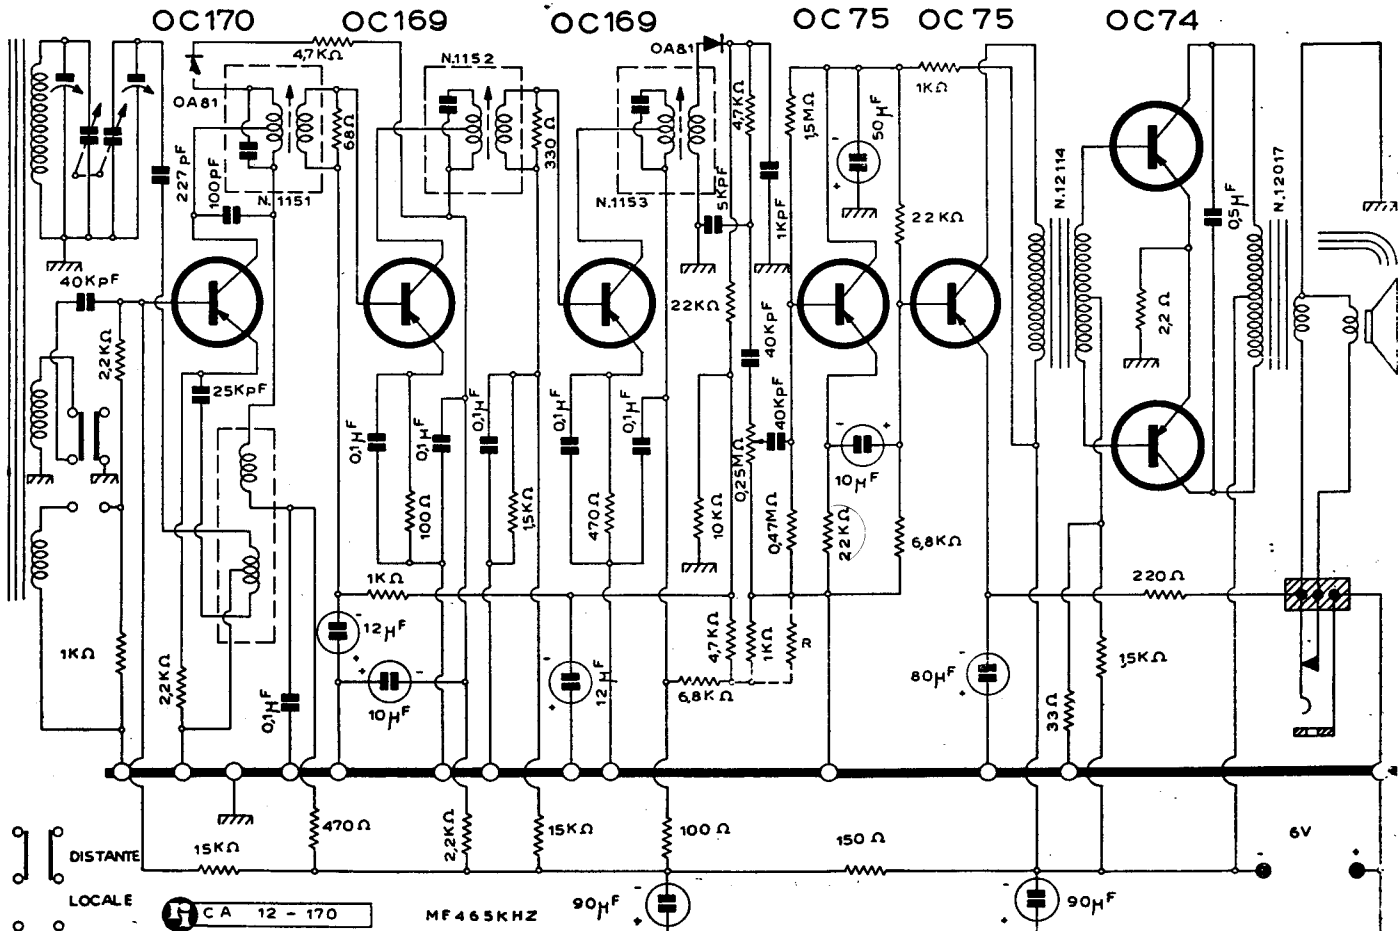 OC170 OC169 OC169 OC75 OC75 OC74
4,7KΩ
OA81
N.1152
OA81
1KΩ
68Ω
330Ω
4,7KΩ
1,5MΩ
50µF
227pF
100pF
N.1151
N.1153
5KpF
1KpF
22KΩ
N.12114
0,5µF
N.12017
40KpF
2,2KΩ
22KΩ
40KpF
2,2Ω
25KpF
0,1µF
0,1µF
0,1µF
0,1µF
0,1µF
40KpF
0,25MΩ
10µF
100Ω
1,5KΩ
470Ω
10KΩ
0,47MΩ
2,2KΩ
6,8KΩ
1KΩ
220Ω
1KΩ
2,2KΩ
0,1µF
12µF
10µF
12µF
4,7KΩ
1KΩ
R
6,8KΩ
80µF
33Ω
1,5KΩ
DISTANTE
15KΩ
470Ω
2,2KΩ
15KΩ
100Ω
150Ω
6V
- +
LOCALE
CA 12-170
MF465KHZ
90µF
90µF